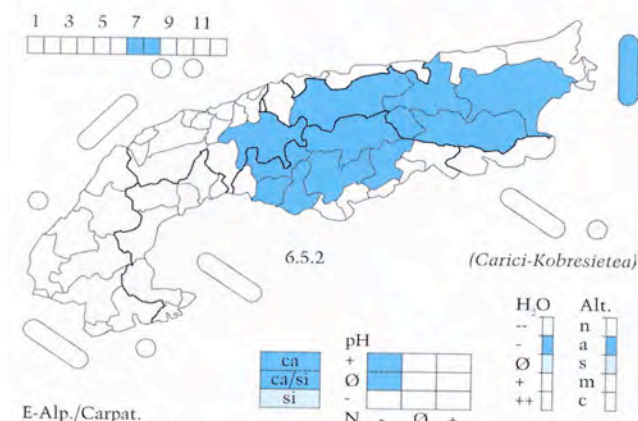 1 3 5 7 9 11
6.5.2
(Carici-Kobresietea)
H₂O Alt.
-- n
- a
Ø s
+ m
++ c
pH
ca +
ca/si Ø
si -
E-Alp./Carpat.
N - Ø +